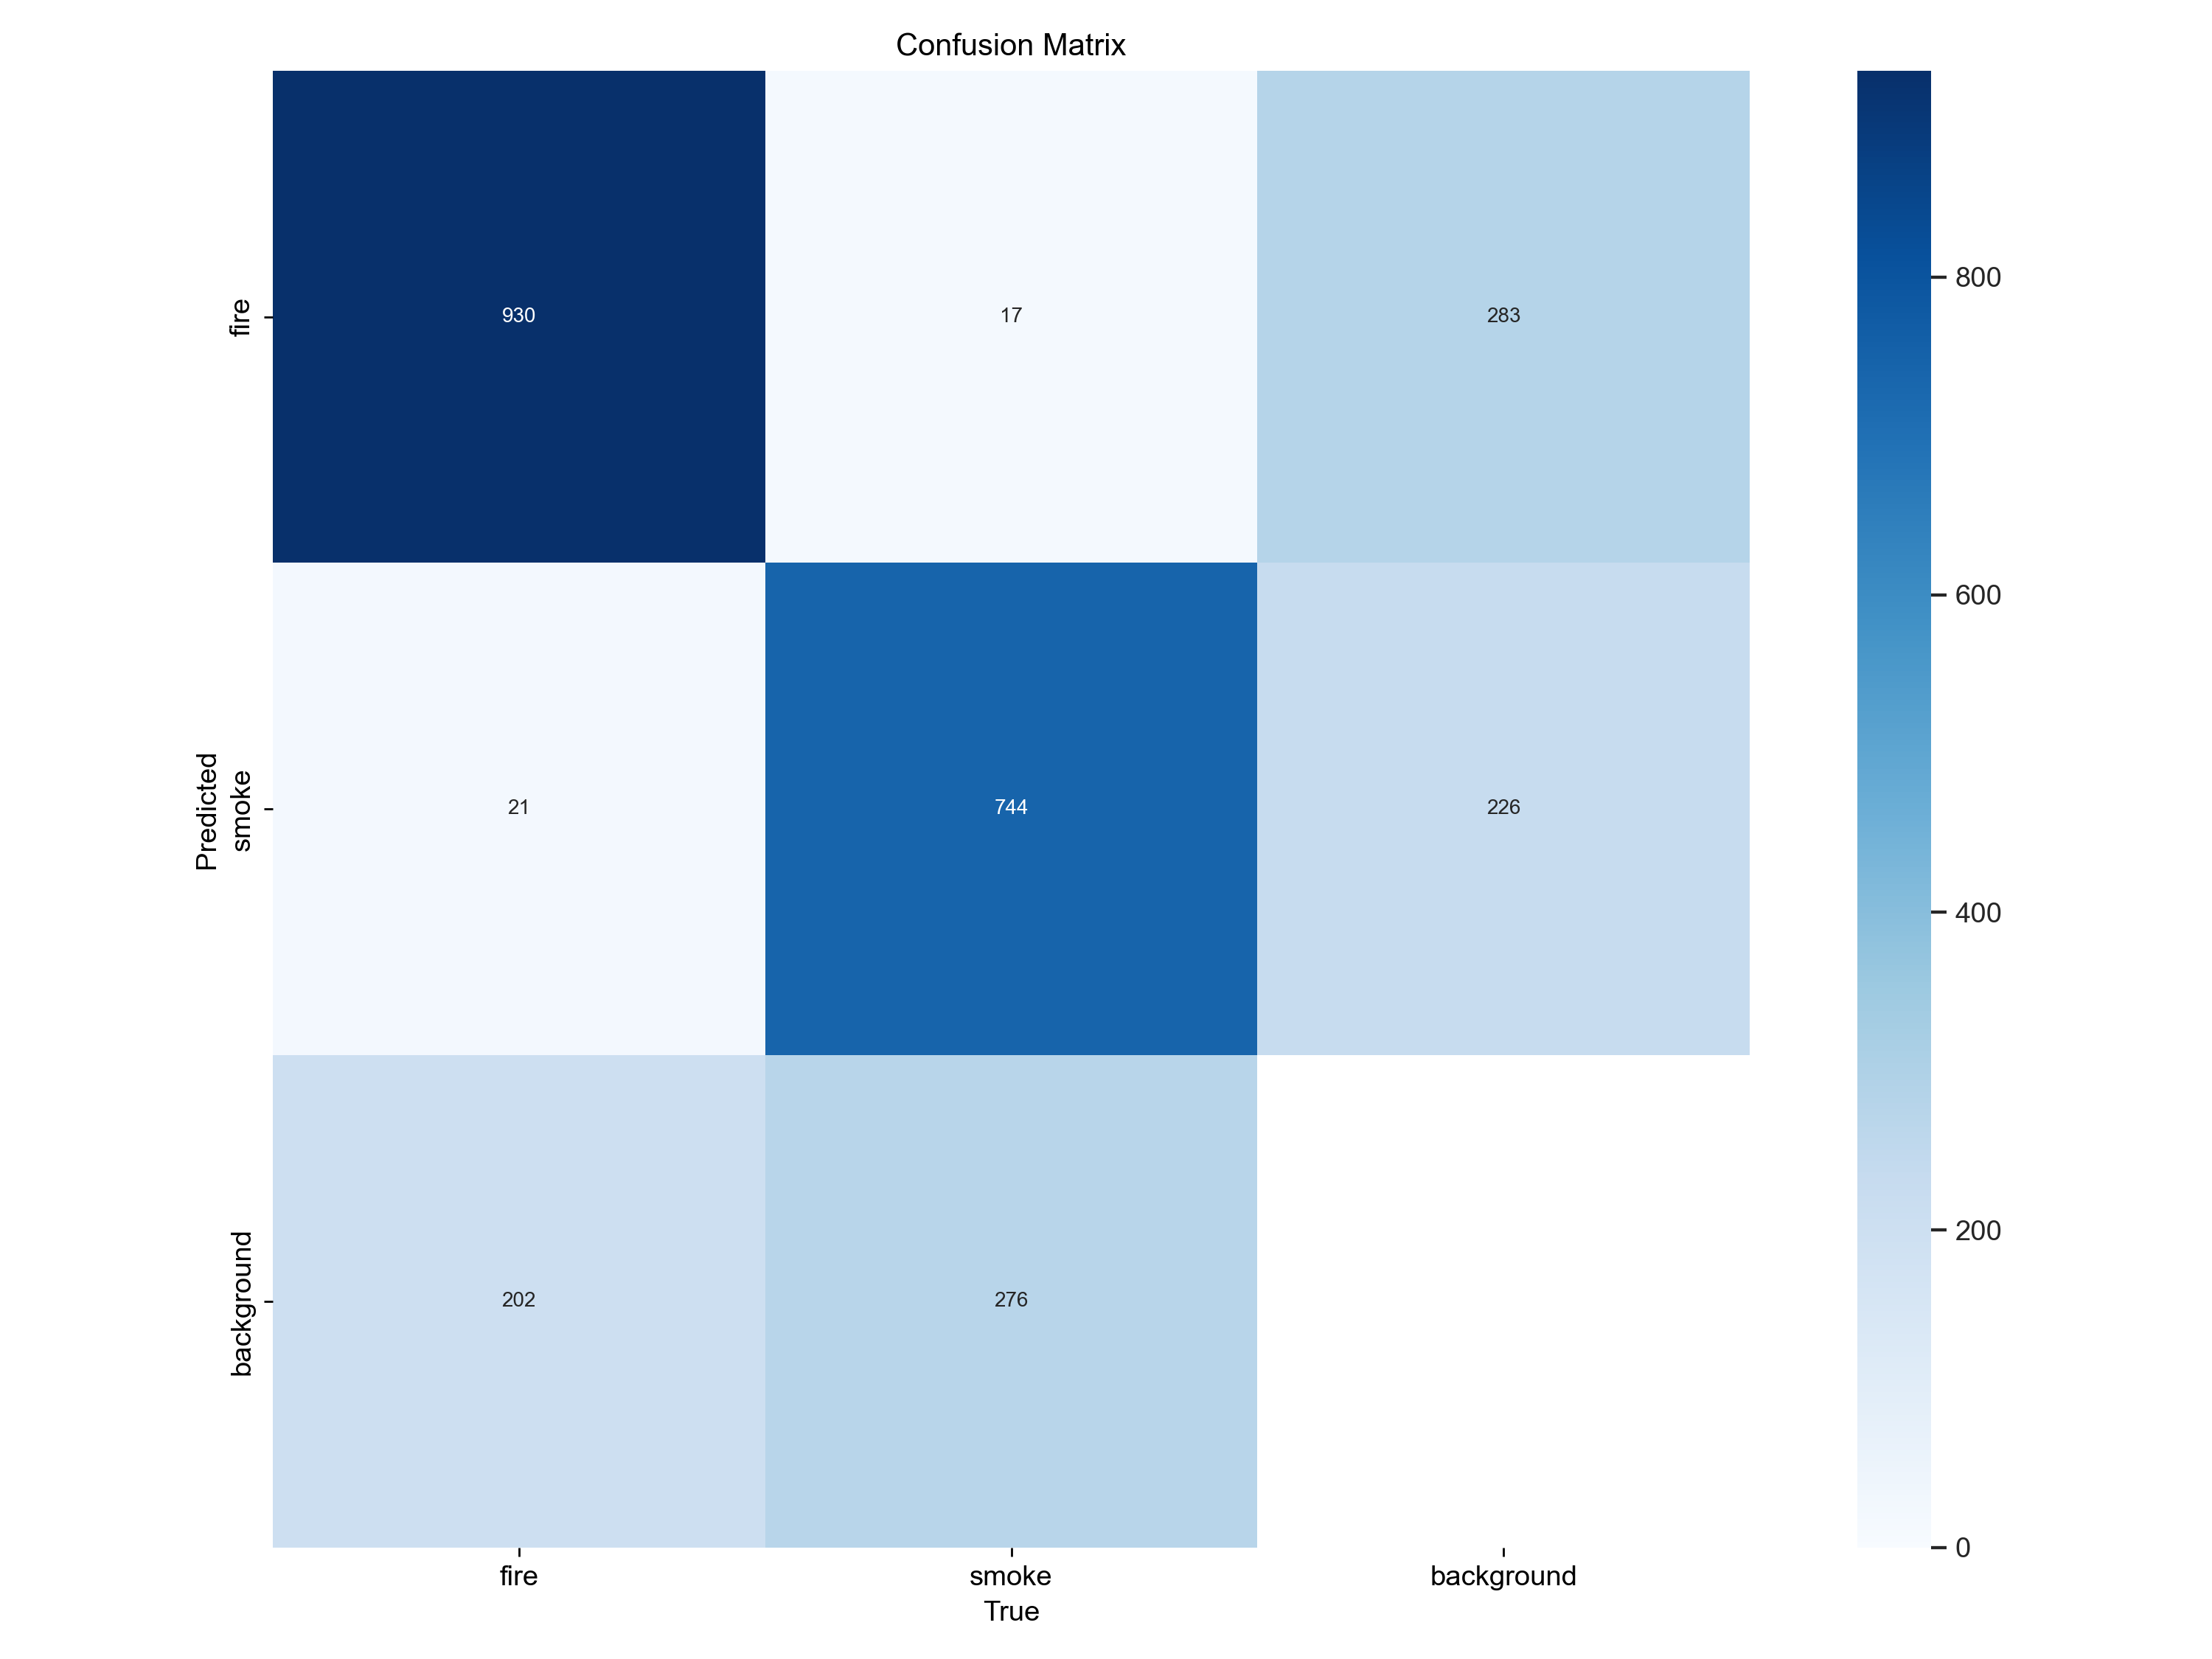 Confusion Matrix
fire
930
17
283
800
600
Predicted
smoke
21
744
226
400
background
202
276
200
0
fire
smoke
background
True